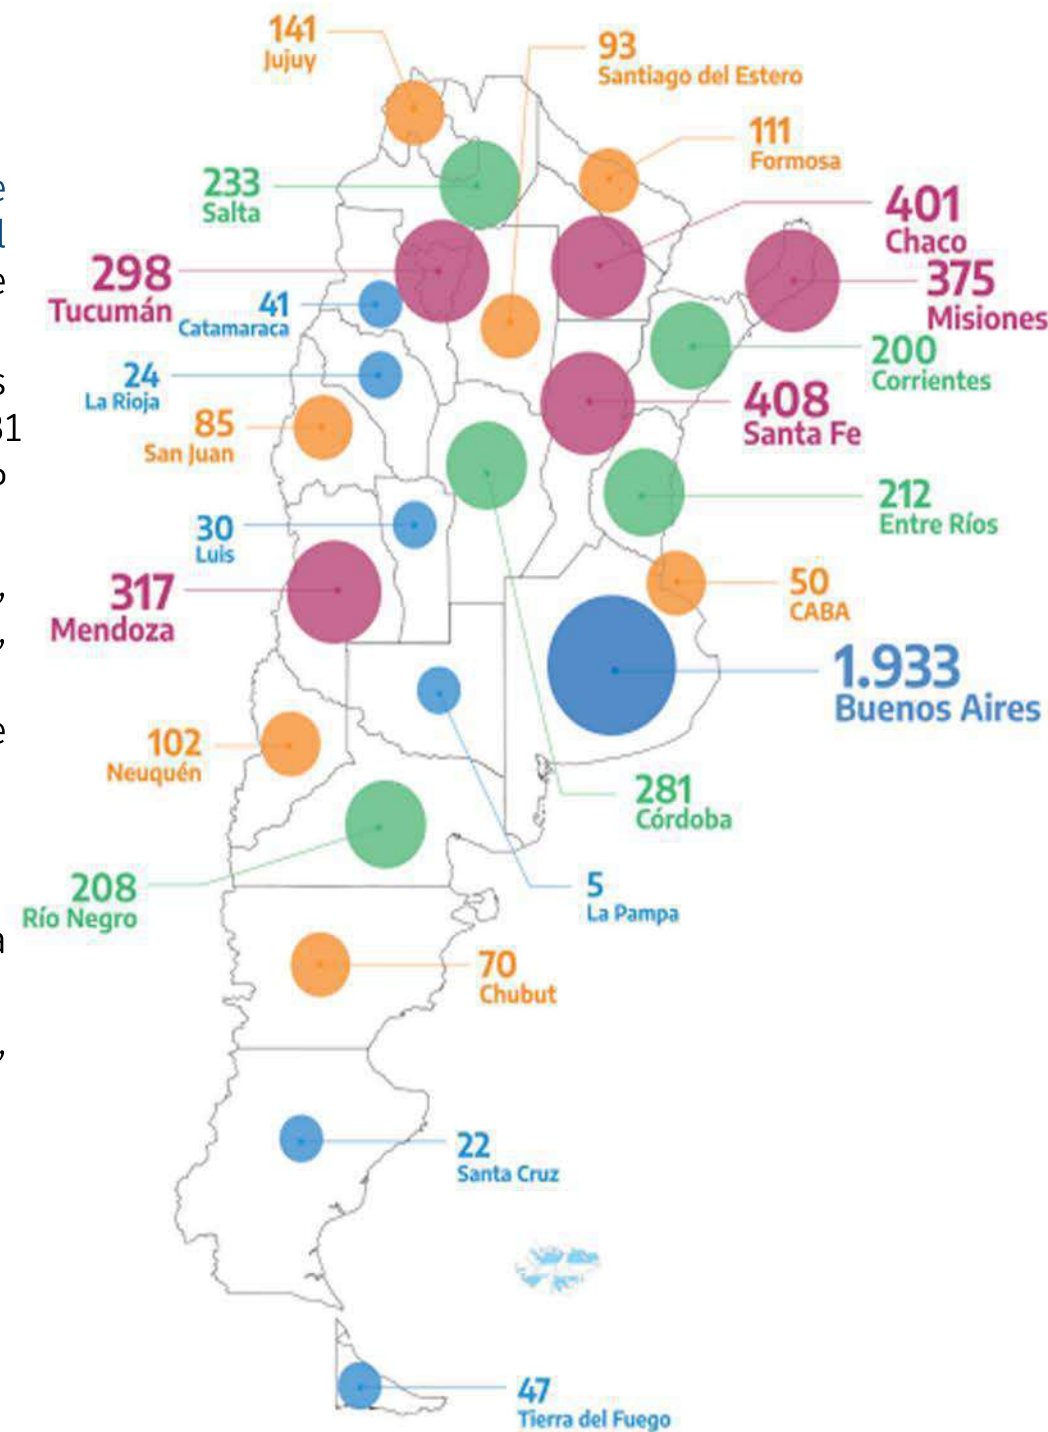 141
Jujuy
93
Santiago del Estero
111
Formosa
233
Salta
401
Chaco
298
Tucumán
375
Misiones
41
Catamaraca
200
Corrientes
24
La Rioja
408
Santa Fe
85
San Juan
212
Entre Ríos
30
Luis
50
CABA
317
Mendoza
1.933
Buenos Aires
102
Neuquén
281
Córdoba
208
Río Negro
5
La Pampa
70
Chubut
22
Santa Cruz
47
Tierra del Fuego